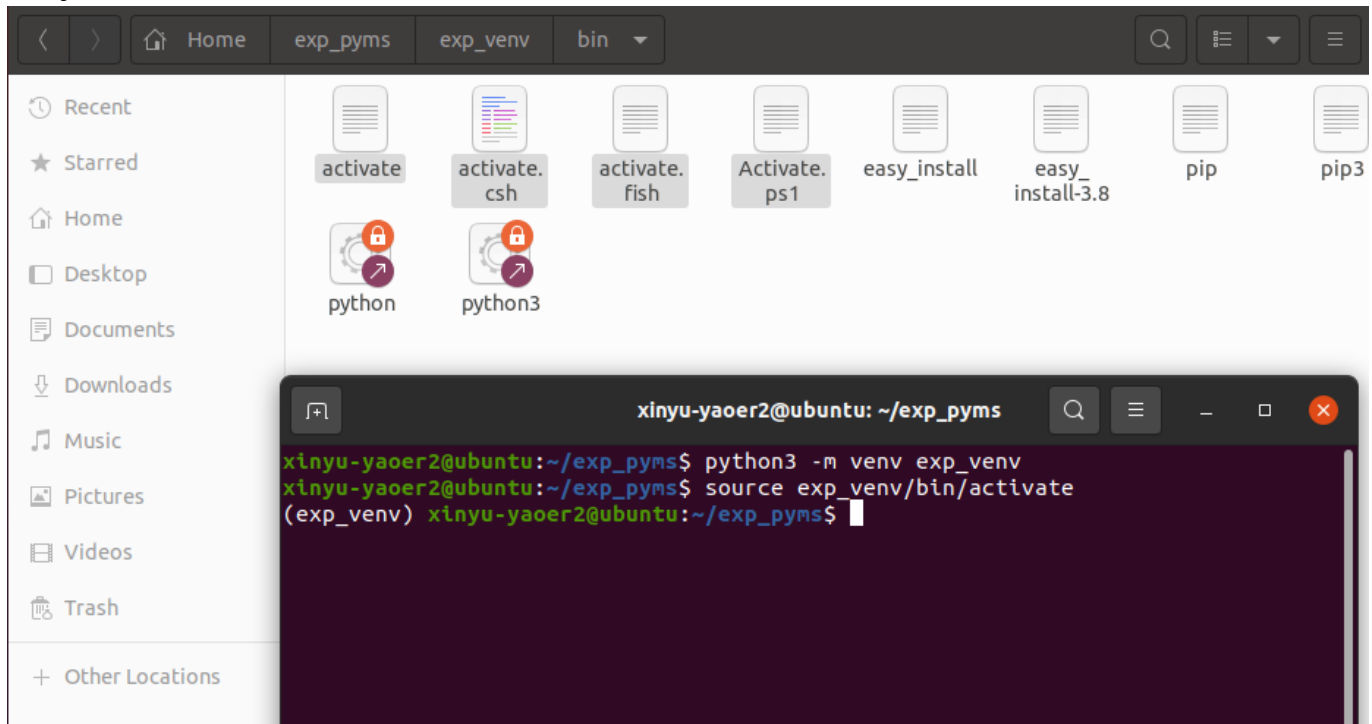 Home exp_pyms exp_venv bin
Recent
Starred
Home
Desktop
Documents
Downloads
Music
Pictures
Videos
Trash
Other Locations
activate activate. activate. Activate. easy_install easy_ pip pip3
csh fish ps1 install-3.8
python python3
xinyu-yaoer2@ubuntu: ~/exp_pyms
xinyu-yaoer2@ubuntu:~/exp_pyms$ python3 -m venv exp_venv
xinyu-yaoer2@ubuntu:~/exp_pyms$ source exp_venv/bin/activate
(exp_venv) xinyu-yaoer2@ubuntu:~/exp_pyms$